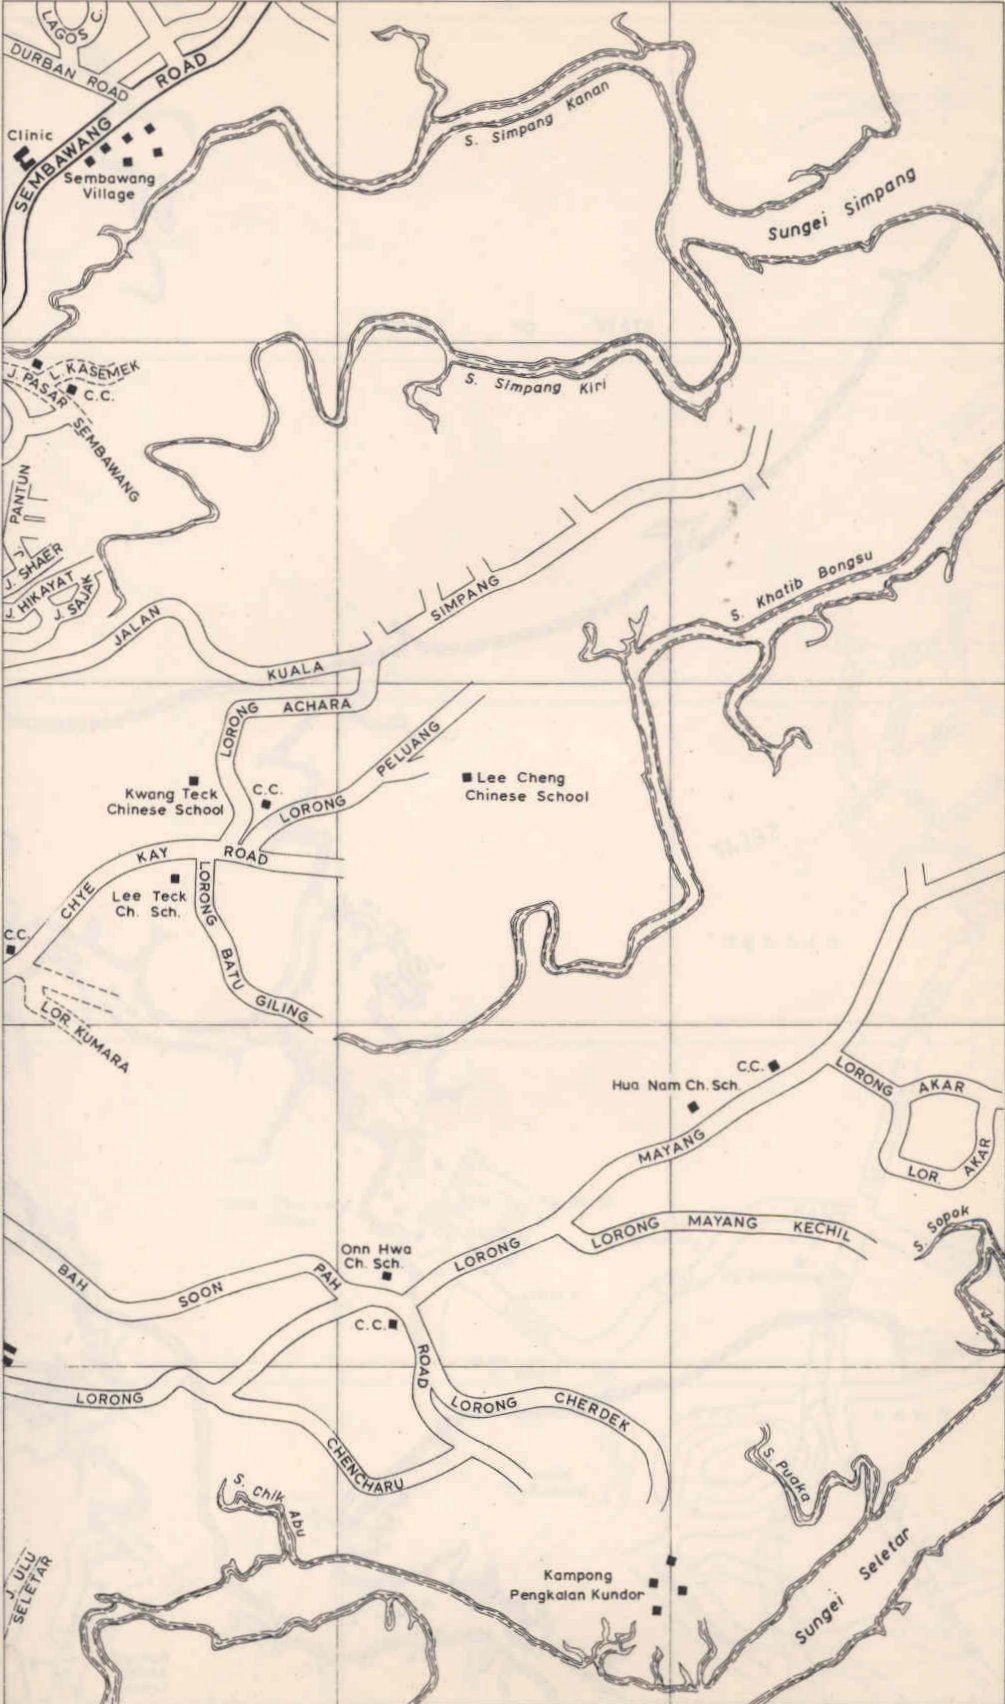 LAGOS C.
DURBAN ROAD
SEMBAWANG ROAD
Clinic
Sembawang
Village
S. Simpang Kanan
Sungei Simpang
L. KASEMEK
J. PASAR SEMBAWANG
C.C.
S. Simpang Kiri
J. PANTUN
J. SHAER
J. HIKAYAT
J. SAJAK
JALAN KUALA SIMPANG
S. Khatib Bongsu
LORONG ACHARA
LORONG PELUANG
Kwang Teck
Chinese School
C.C.
Lee Cheng
Chinese School
CHYE KAY ROAD
Lee Teck
Ch. Sch.
C.C.
LORONG BATU GILING
LOR. KUMARA
C.C.
Hua Nam Ch. Sch.
LORONG AKAR
LOR. AKAR
LORONG MAYANG
LORONG MAYANG KECHIL
S. Sopok
Onn Hwa
Ch. Sch.
BAH SOON PAH ROAD
C.C.
LORONG CHENCHARU
LORONG CHERDEK
S. Puaka
S. Chik Abu
J. ULU
SELETAR
Kampong
Pengkalan Kundor
Sungei Seletar